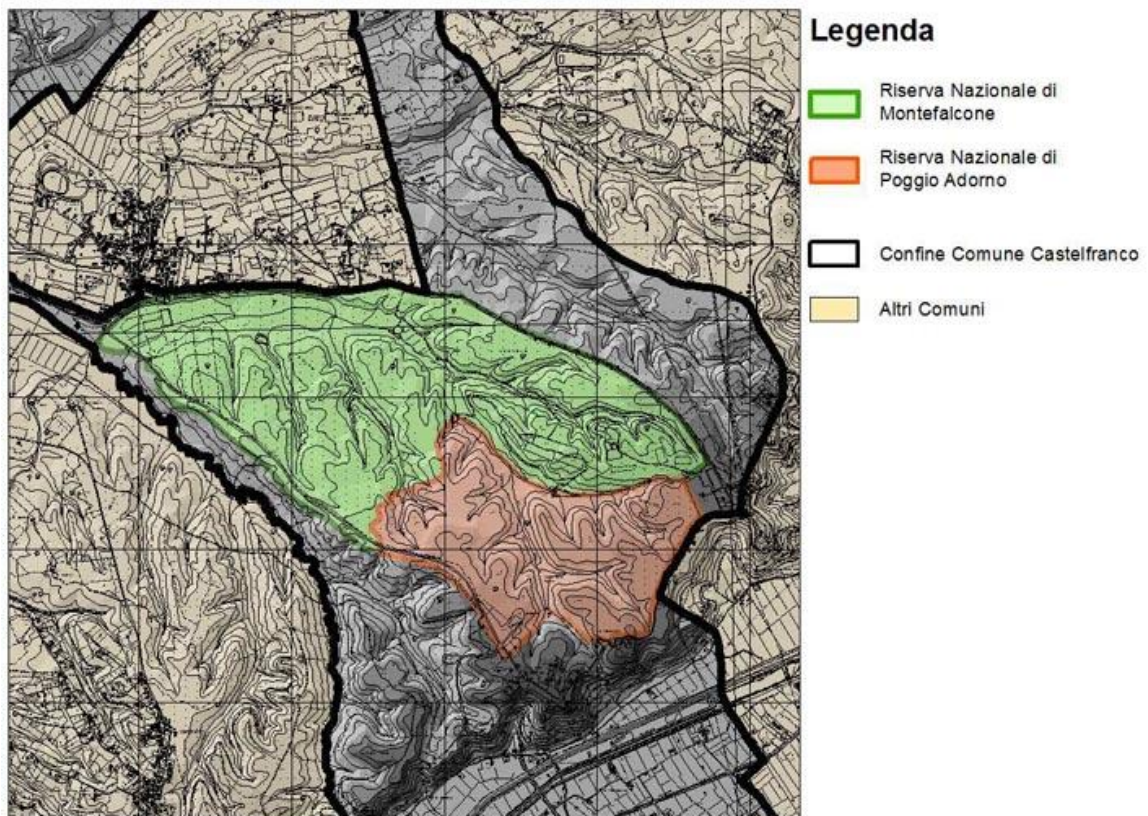 Legenda
Riserva Nazionale di
Montefalcone
Riserva Nazionale di
Poggio Adorno
Confine Comune Castelfranco
Altri Comuni